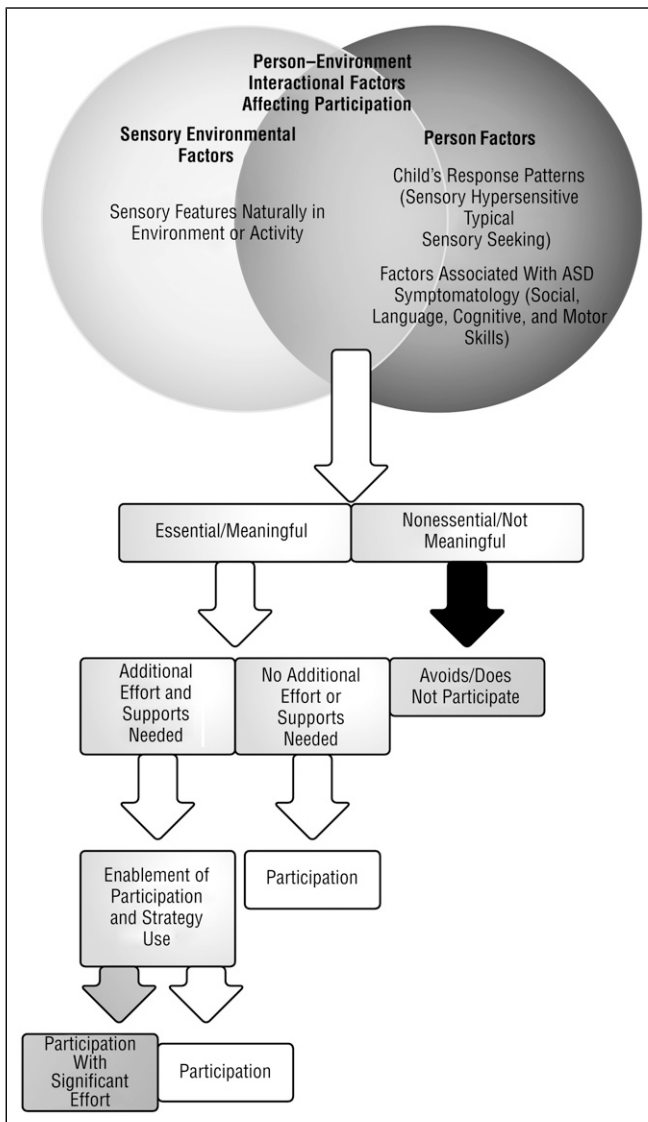 Person–Environment
Interactional Factors
Affecting Participation
Sensory Environmental
Factors
Sensory Features Naturally in
Environment or Activity
Person Factors
Child's Response Patterns
(Sensory Hypersensitive
Typical
Sensory Seeking)
Factors Associated With ASD
Symptomatology (Social,
Language, Cognitive, and Motor
Skills)
Essential/Meaningful
Nonessential/Not
Meaningful
Additional
Effort and
Supports
Needed
No Additional
Effort or
Supports
Needed
Avoids/Does
Not Participate
Enablement of
Participation
and Strategy
Use
Participation
Participation
With
Significant
Effort
Participation